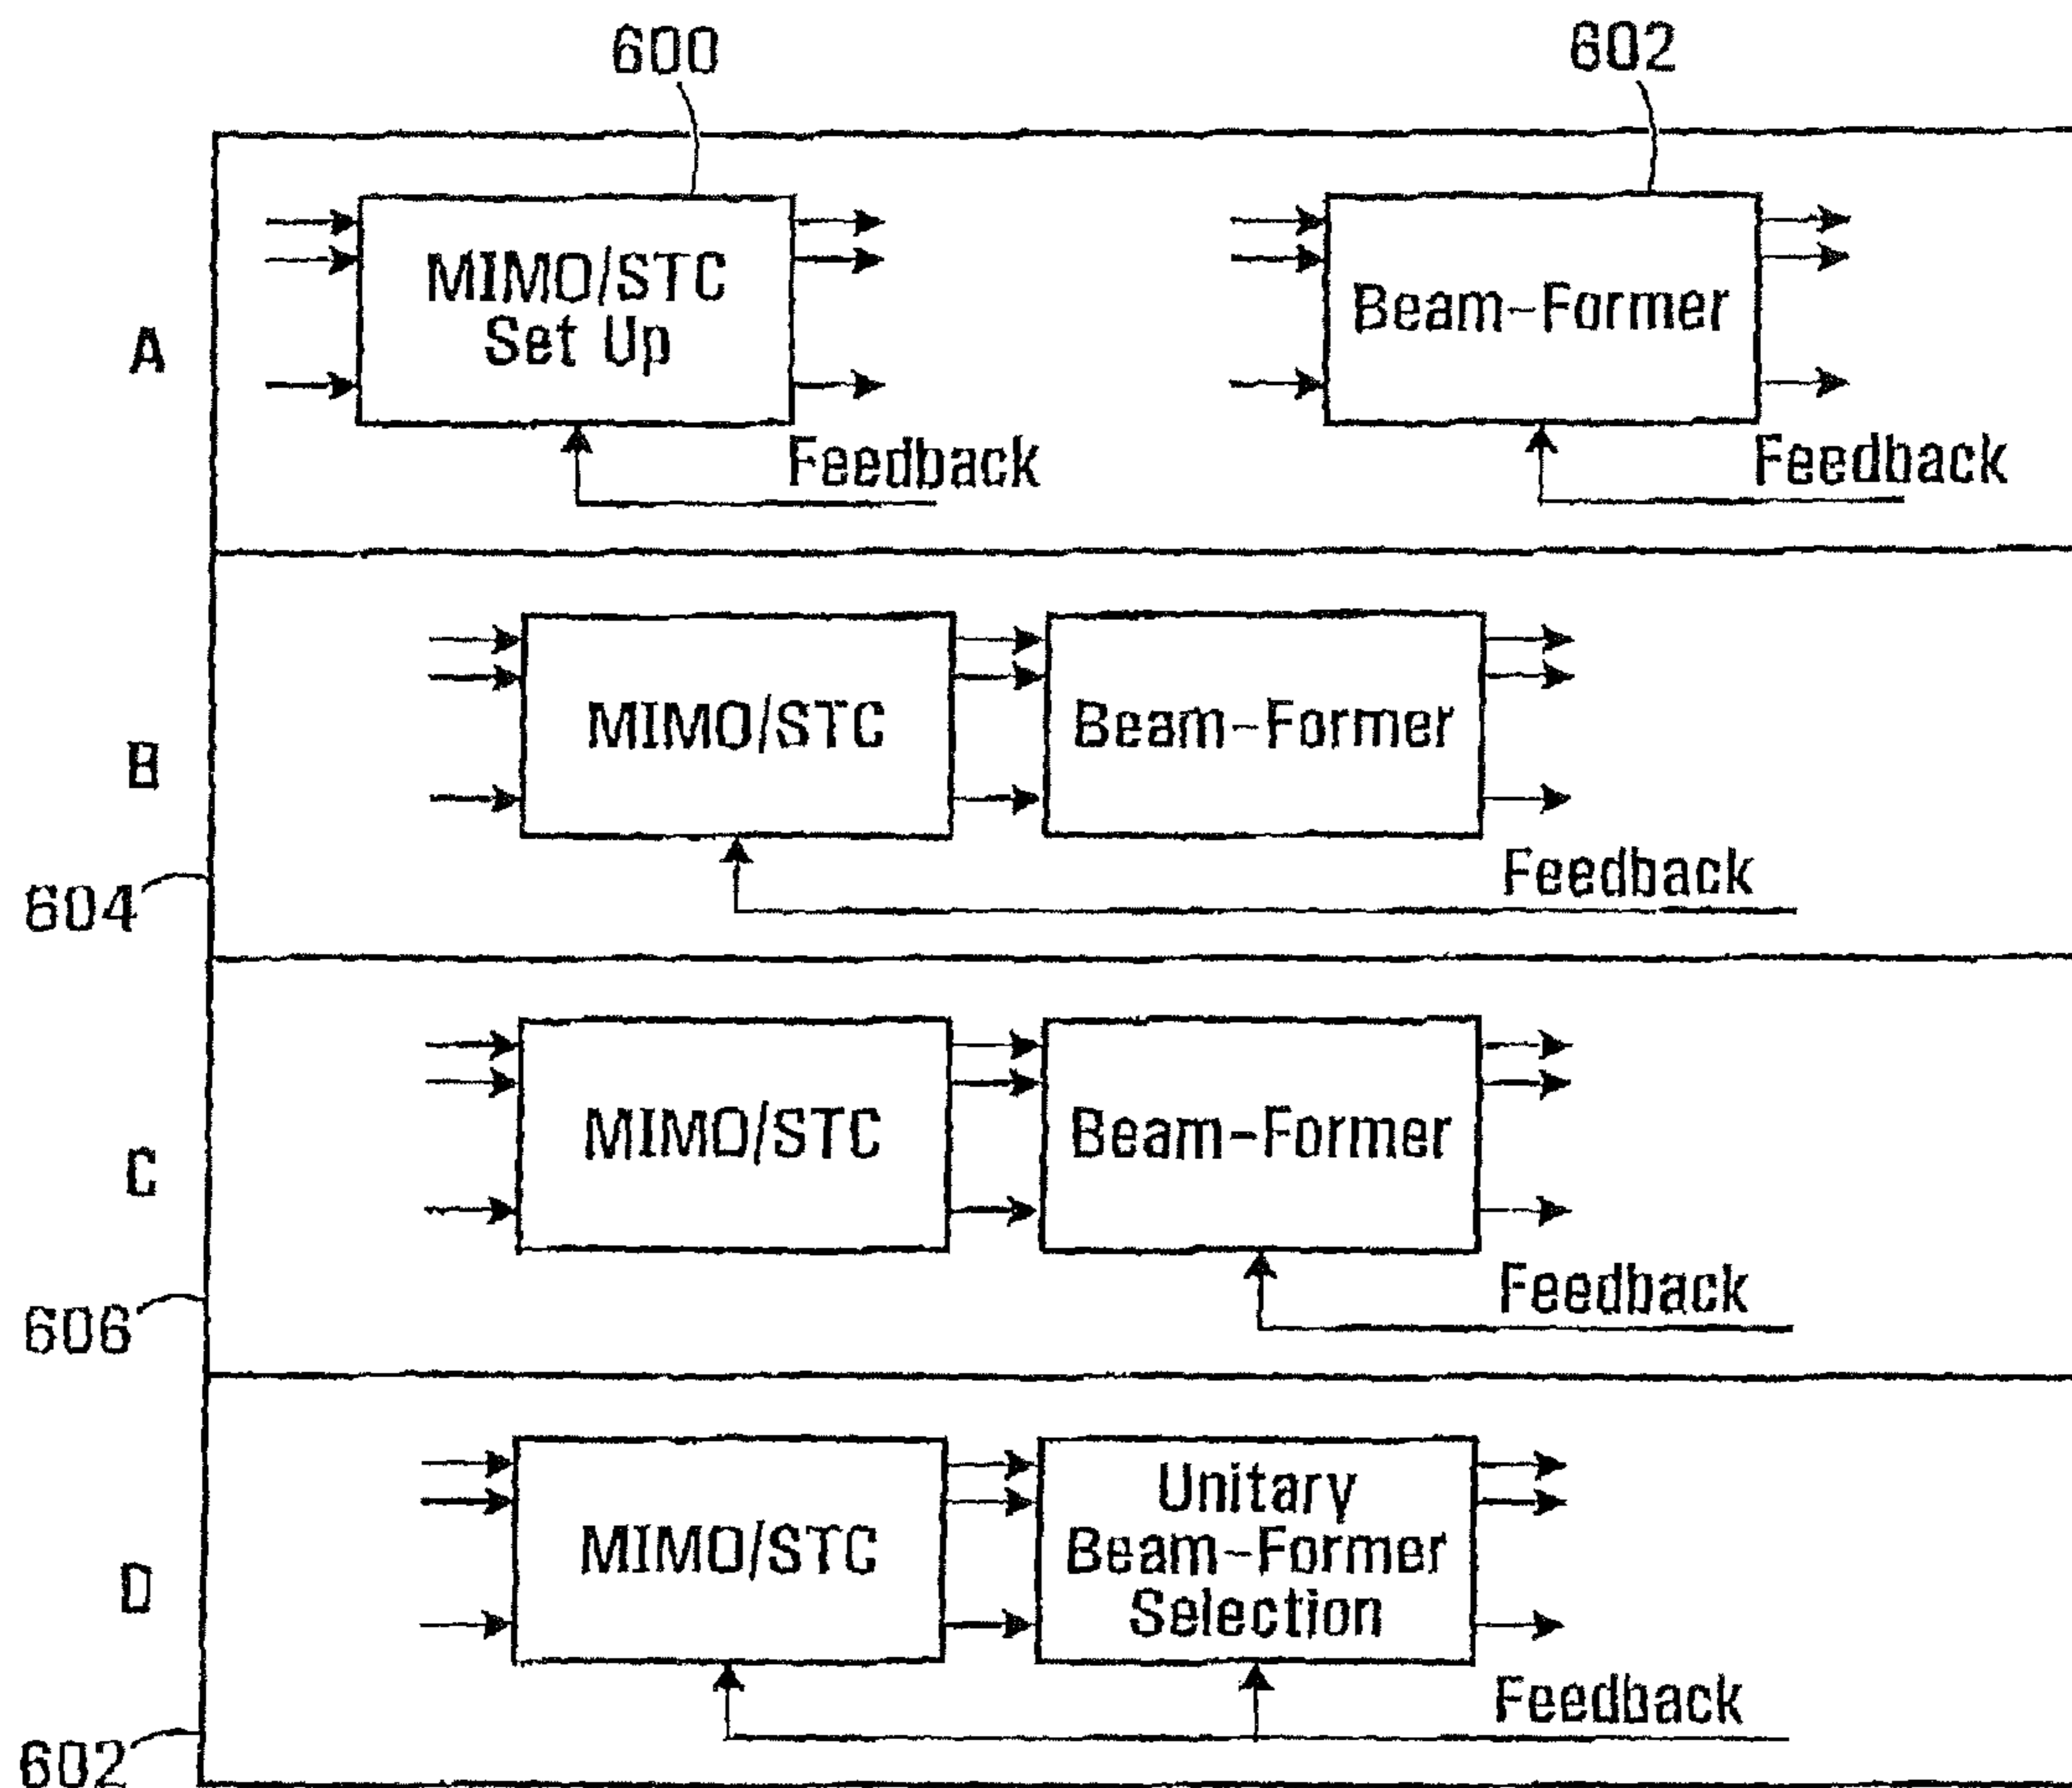 600
602
A
MIMO/STC
Set Up
Beam-Former
Feedback
Feedback
B
MIMO/STC
Beam-Former
Feedback
604
C
MIMO/STC
Beam-Former
Feedback
606
D
MIMO/STC
Unitary
Beam-Former
Selection
Feedback
602